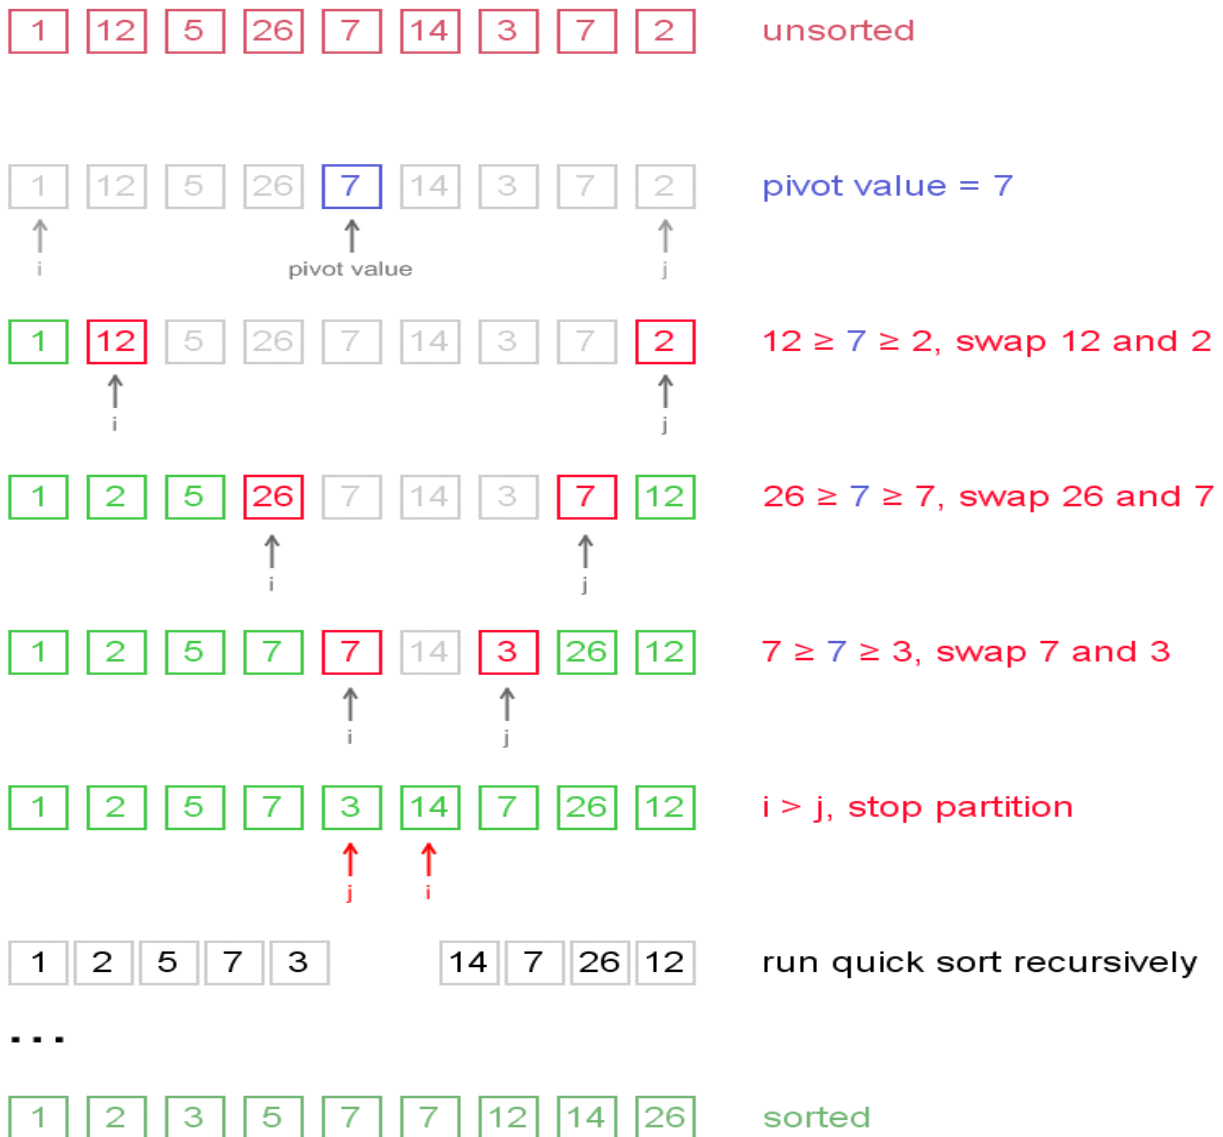 1 12 5 26 7 14 3 7 2 unsorted
1 12 5 26 7 14 3 7 2 pivot value = 7
i pivot value j
1 12 5 26 7 14 3 7 2 12 ≥ 7 ≥ 2, swap 12 and 2
i j
1 2 5 26 7 14 3 7 12 26 ≥ 7 ≥ 7, swap 26 and 7
i j
1 2 5 7 7 14 3 26 12 7 ≥ 7 ≥ 3, swap 7 and 3
i j
1 2 5 7 3 14 7 26 12 i > j, stop partition
j i
1 2 5 7 3 14 7 26 12 run quick sort recursively
...
1 2 3 5 7 7 12 14 26 sorted